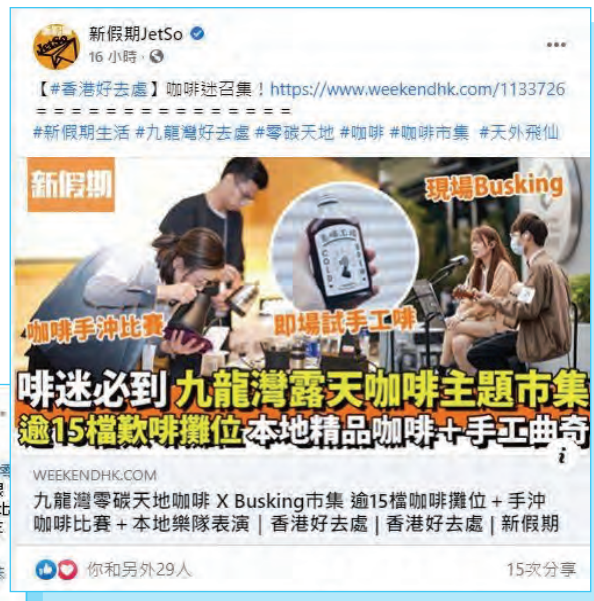 JetSo
新假期JetSo
16 小時
【#香港好去處】咖啡迷召集!https://www.weekendhk.com/1133726
= = = = = = = = = = = = = = =
#新假期生活 #九龍灣好去處 #零碳天地 #咖啡 #咖啡市集 #天外飛仙
新假期
現場Busking
COLD BREW
咖啡手沖比賽
即場試手工啡
啡迷必到 九龍灣露天咖啡主題市集
逾15檔歎啡攤位 本地精品咖啡+手工曲奇
WEEKENDHK.COM
九龍灣零碳天地咖啡 X Busking市集 逾15檔咖啡攤位+手沖
咖啡比賽+本地樂隊表演|香港好去處|香港好去處|新假期
你和另外29人
15次分享